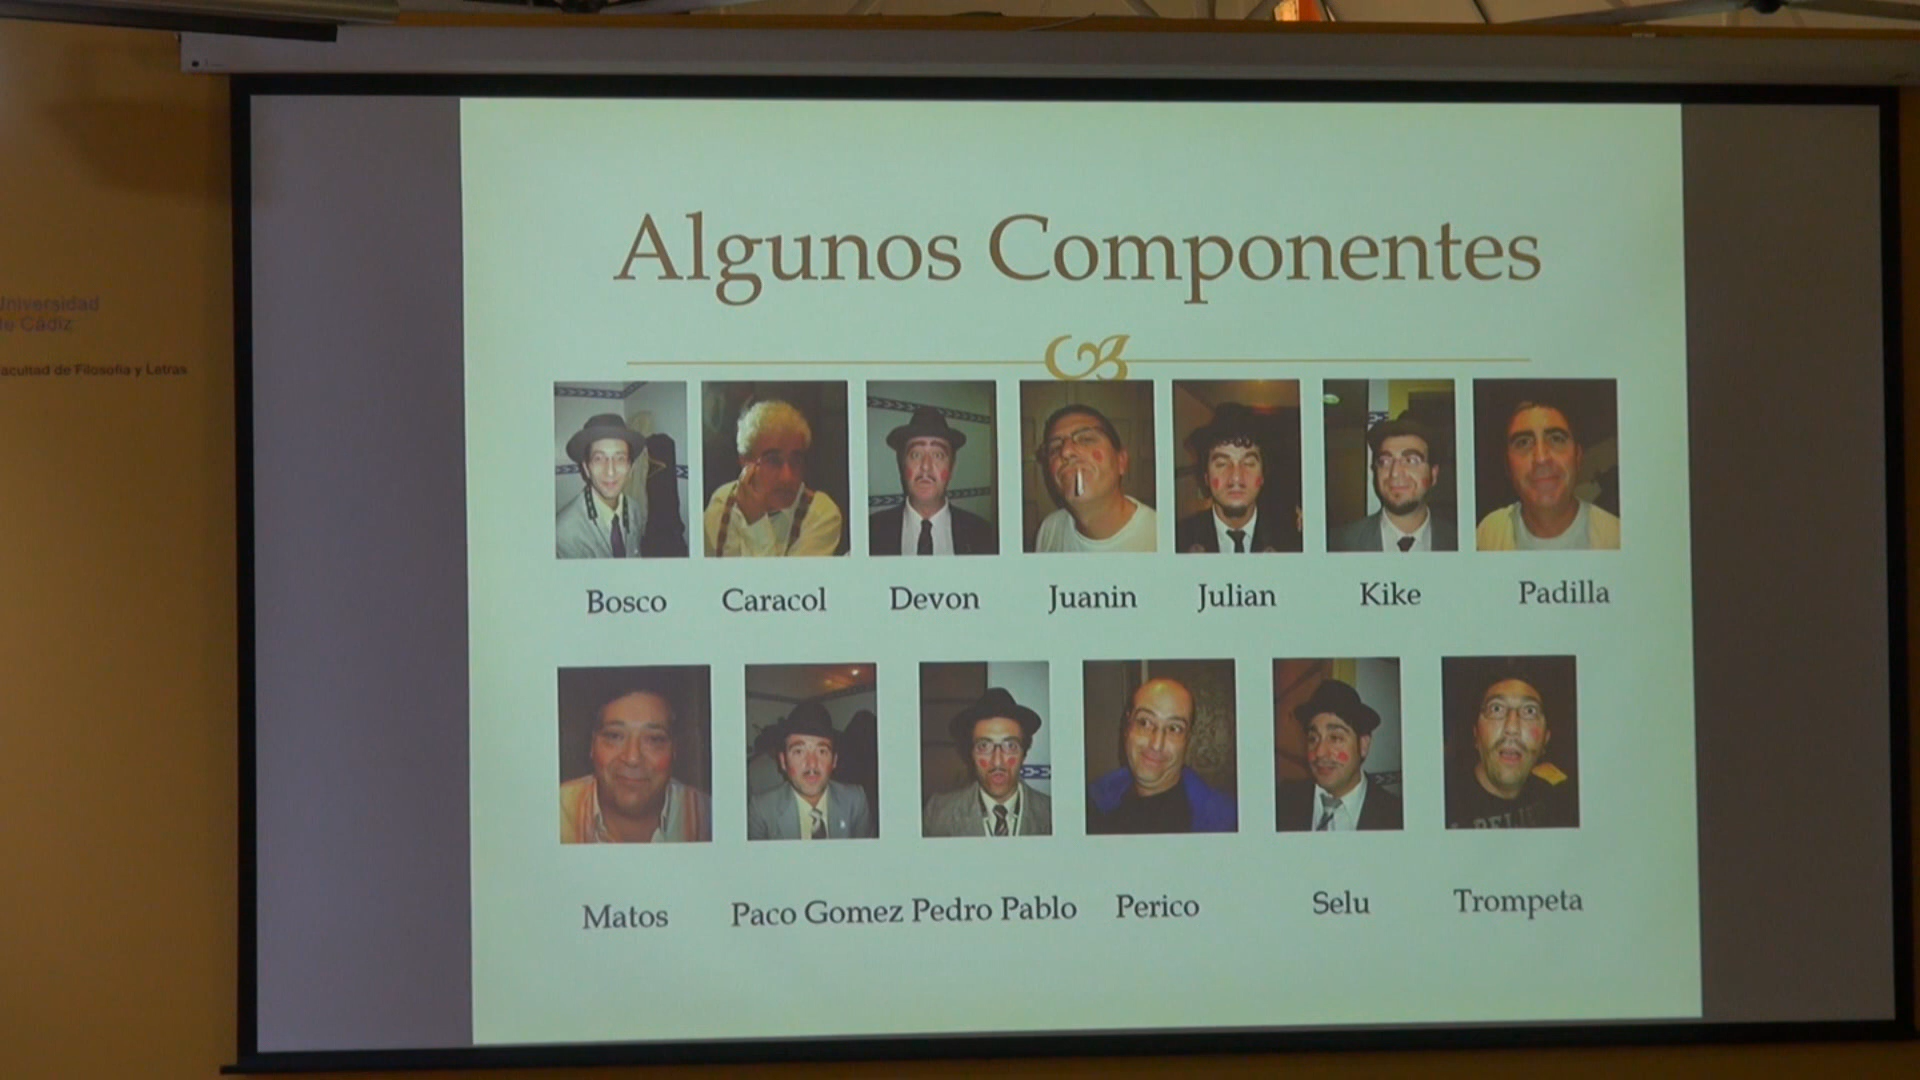 Universidad
de Cádiz
Facultad de Filosofía y Letras
Algunos Componentes
Bosco Caracol Devon Juanin Julian Kike Padilla
Matos Paco Gomez Pedro Pablo Perico Selu Trompeta